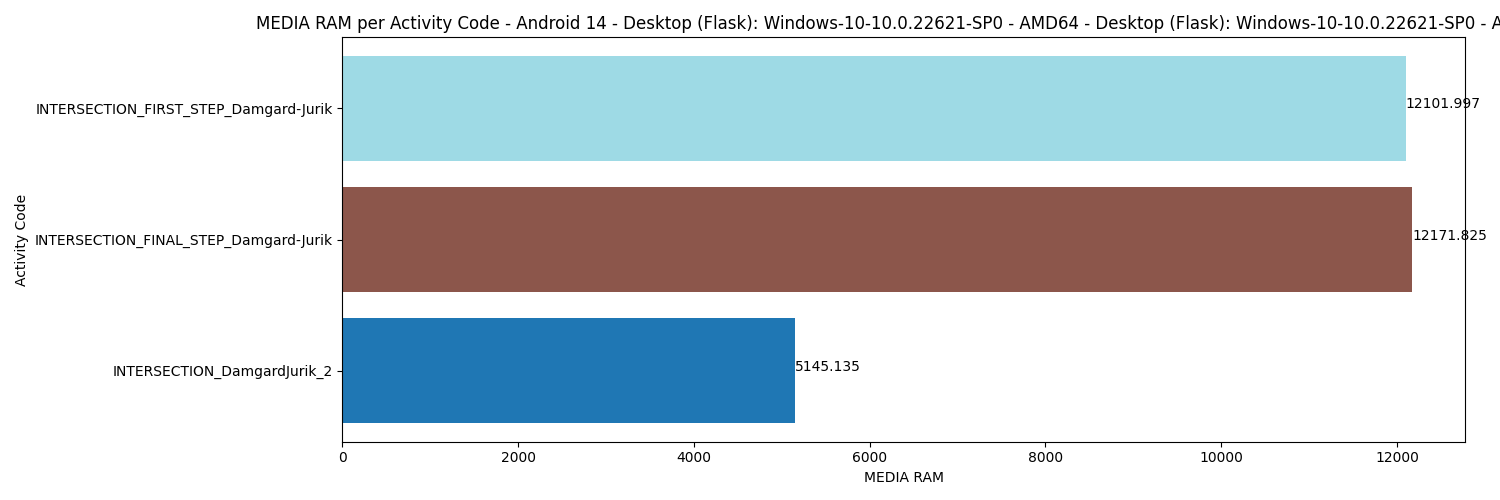 MEDIA RAM per Activity Code - Android 14 - Desktop (Flask): Windows-10-10.0.22621-SP0 - AMD64 - Desktop (Flask): Windows-10-10.0.22621-SP0 - A
INTERSECTION_FIRST_STEP_Damgard-Jurik
12101.997
INTERSECTION_FINAL_STEP_Damgard-Jurik
12171.825
INTERSECTION_DamgardJurik_2
5145.135
Activity Code
0 2000 4000 6000 8000 10000 12000
MEDIA RAM